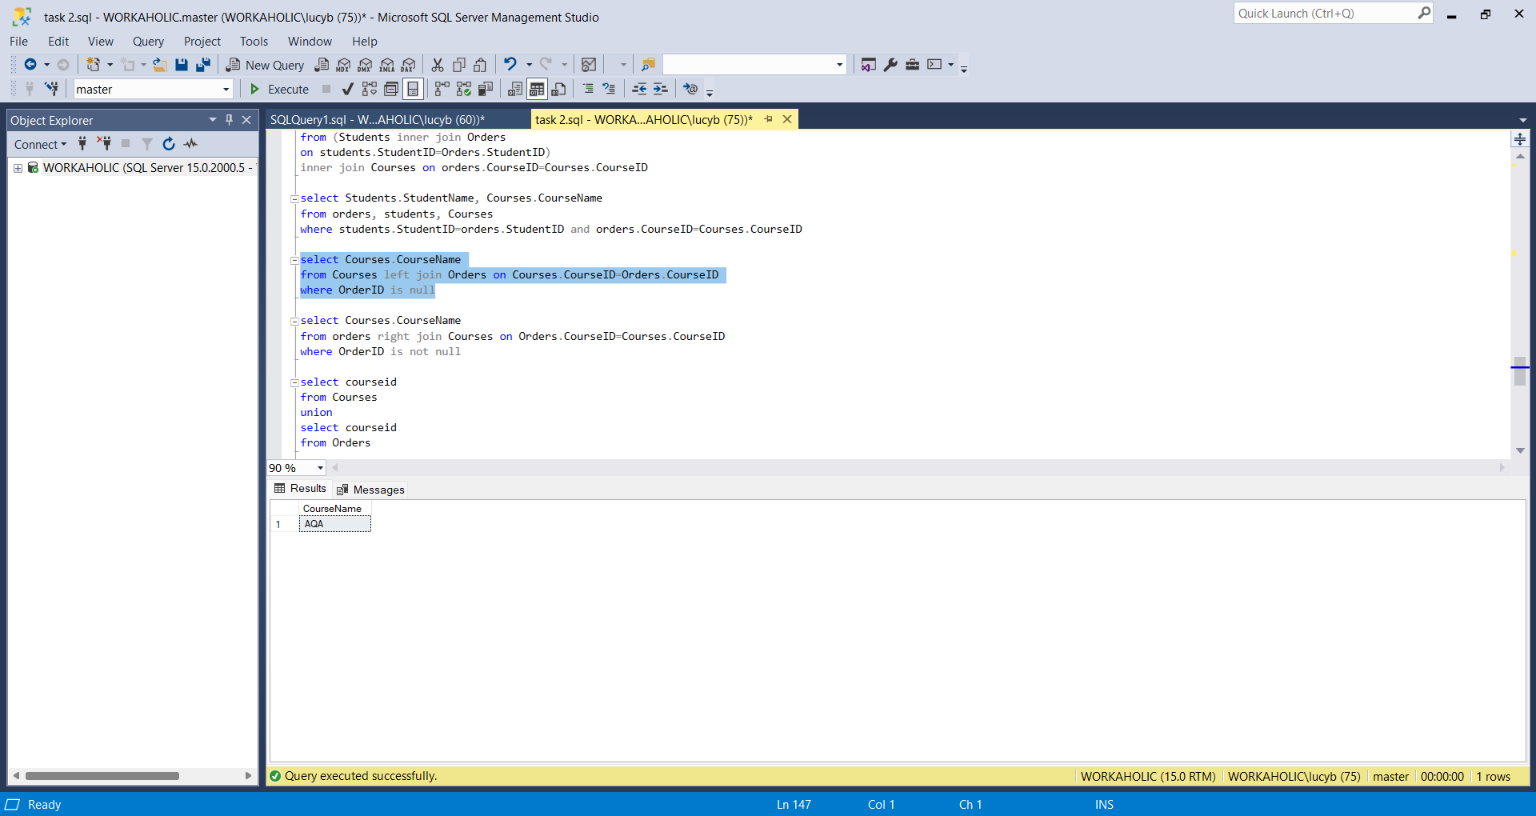 task 2.sql - WORKAHOLIC.master (WORKAHOLIC\lucyb (75))* - Microsoft SQL Server Management Studio
Quick Launch (Ctrl+Q)
File Edit View Query Project Tools Window Help
New Query
MDX DMX XMLA DAX
master
Execute
Object Explorer
SQLQuery1.sql - W...AHOLIC\lucyb (60))*
task 2.sql - WORKA...AHOLIC\lucyb (75))*
Connect
WORKAHOLIC (SQL Server 15.0.2000.5 -
from (Students inner join Orders
on students.StudentID=Orders.StudentID)
inner join Courses on orders.CourseID=Courses.CourseID
select Students.StudentName, Courses.CourseName
from orders, students, Courses
where students.StudentID=orders.StudentID and orders.CourseID=Courses.CourseID
select Courses.CourseName
from Courses left join Orders on Courses.CourseID=Orders.CourseID
where OrderID is null
select Courses.CourseName
from orders right join Courses on Orders.CourseID=Courses.CourseID
where OrderID is not null
select courseid
from Courses
union
select courseid
from Orders
90 %
Results Messages
CourseName
1 AQA
Query executed successfully.
WORKAHOLIC (15.0 RTM) WORKAHOLIC\lucyb (75) master 00:00:00 1 rows
Ready Ln 147 Col 1 Ch 1 INS